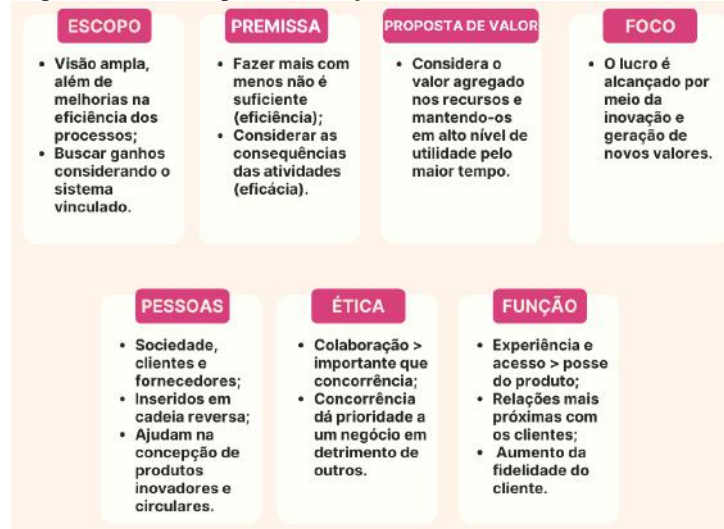 ESCOPO
• Visão ampla,
além de
melhorias na
eficiência dos
processos;
• Buscar ganhos
considerando o
sistema
vinculado.
PREMISSA
• Fazer mais com
menos não é
suficiente
(eficiência);
• Considerar as
consequências
das atividades
(eficácia).
PROPOSTA DE VALOR
• Considera o
valor agregado
nos recursos e
mantendo-os
em alto nível de
utilidade pelo
maior tempo.
FOCO
• O lucro é
alcançado por
meio da
inovação e
geração de
novos valores.
PESSOAS
• Sociedade,
clientes e
fornecedores;
• Inseridos em
cadeia reversa;
• Ajudam na
concepção de
produtos
inovadores e
circulares.
ÉTICA
• Colaboração >
importante que
concorrência;
• Concorrência
dá prioridade a
um negócio em
detrimento de
outros.
FUNÇÃO
• Experiência e
acesso > posse
do produto;
• Relações mais
próximas com
os clientes;
• Aumento da
fidelidade do
cliente.